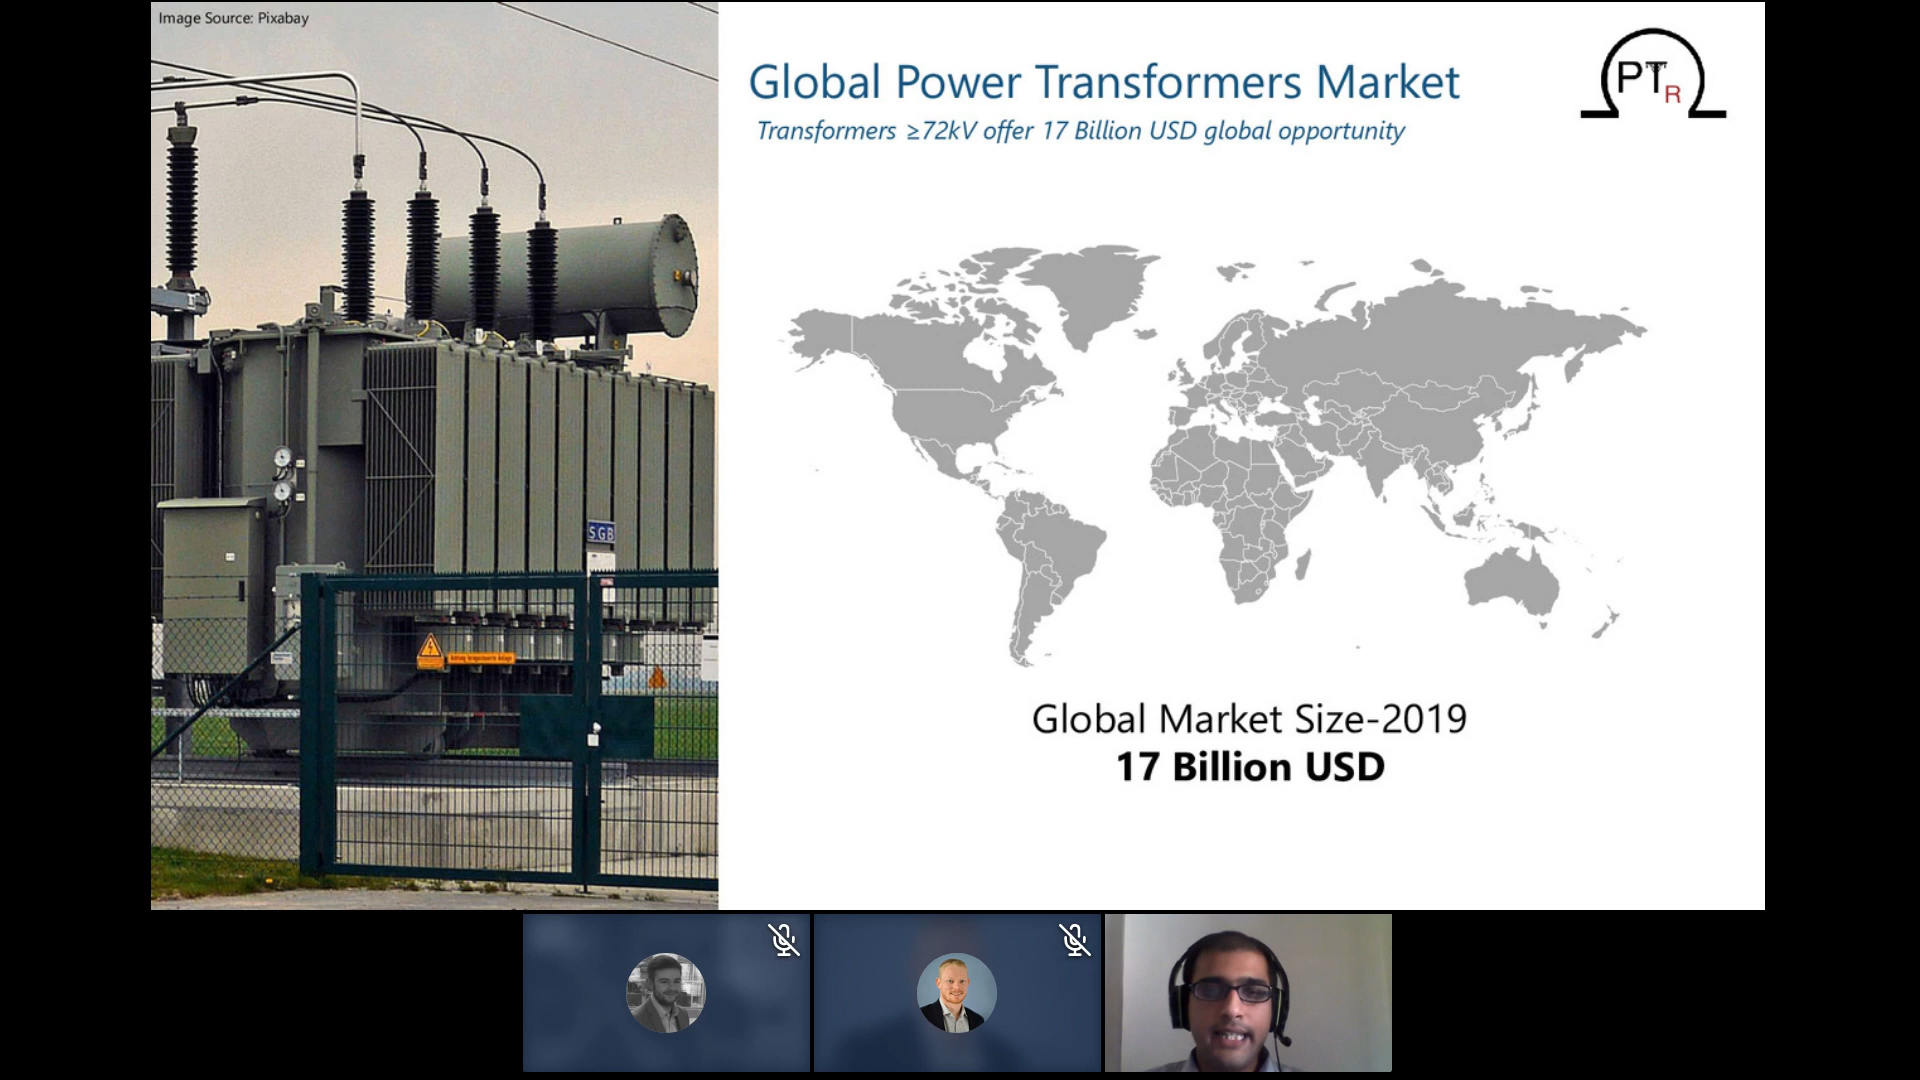 Image Source: Pixabay
Global Power Transformers Market
Transformers ≥72kV offer 17 Billion USD global opportunity
PTR
SGB
Global Market Size-2019
17 Billion USD